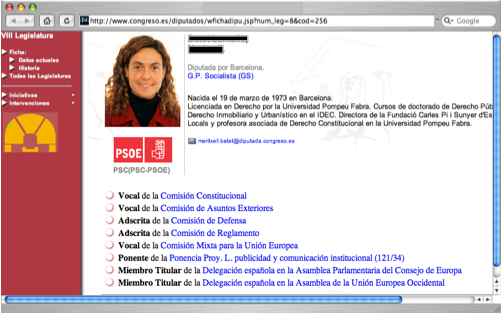 http://www.congreso.es/diputados/wfichadipu.jsp?num_leg=8&cod=256
Google
VIII Legislatura
Ficha:
Datos actuales
Historia
Todas las Legislaturas
Iniciativas
Intervenciones
Diputada por Barcelona.
G.P. Socialista (GS)
Nacida el 19 de marzo de 1973 en Barcelona.
Licenciada en Derecho por la Universidad Pompeu Fabra. Cursos de doctorado de Derecho Púb
Derecho Inmobiliario y Urbanístico en el IDEC. Directora de la Fundació Carles Pi i Sunyer d'Es
Locals y profesora asociada de Derecho Constitucional en la Universidad Pompeu Fabra.
meritxell.batet@diputada.congreso.es
PSOE
PSC(PSC-PSOE)
Vocal de la Comisión Constitucional
Vocal de la Comisión de Asuntos Exteriores
Adscrita de la Comisión de Defensa
Adscrita de la Comisión de Reglamento
Vocal de la Comisión Mixta para la Unión Europea
Ponente de la Ponencia Proy. L. publicidad y comunicación institucional (121/34)
Miembro Titular de la Delegación española en la Asamblea Parlamentaria del Consejo de Europa
Miembro Titular de la Delegación española en la Asamblea de la Unión Europea Occidental